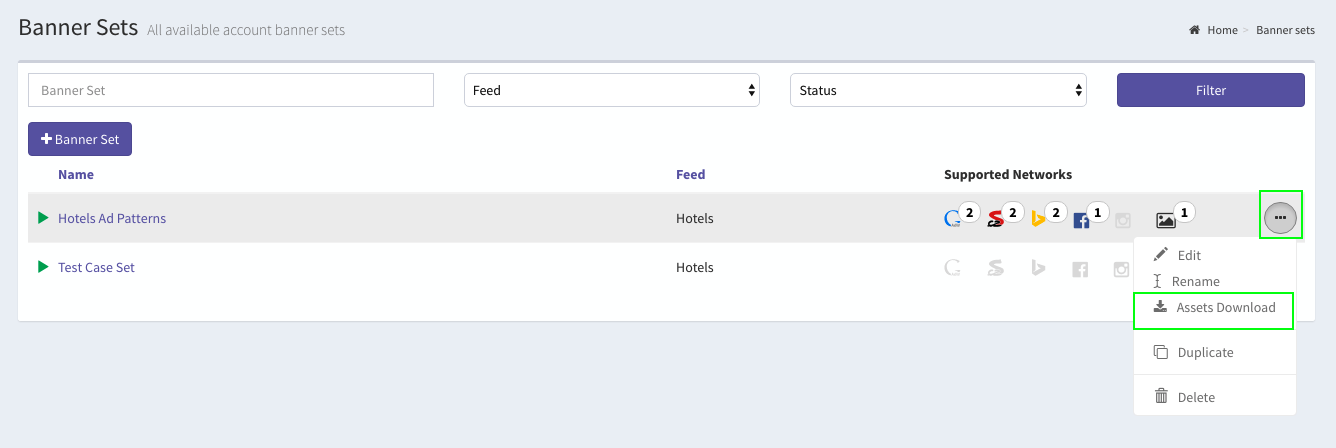 Banner Sets All available account banner sets
Home > Banner sets
Banner Set
Feed
Status
Filter
+ Banner Set
Name Feed Supported Networks
Hotels Ad Patterns Hotels 2 2 2 1 1
Test Case Set Hotels
Edit
Rename
Assets Download
Duplicate
Delete